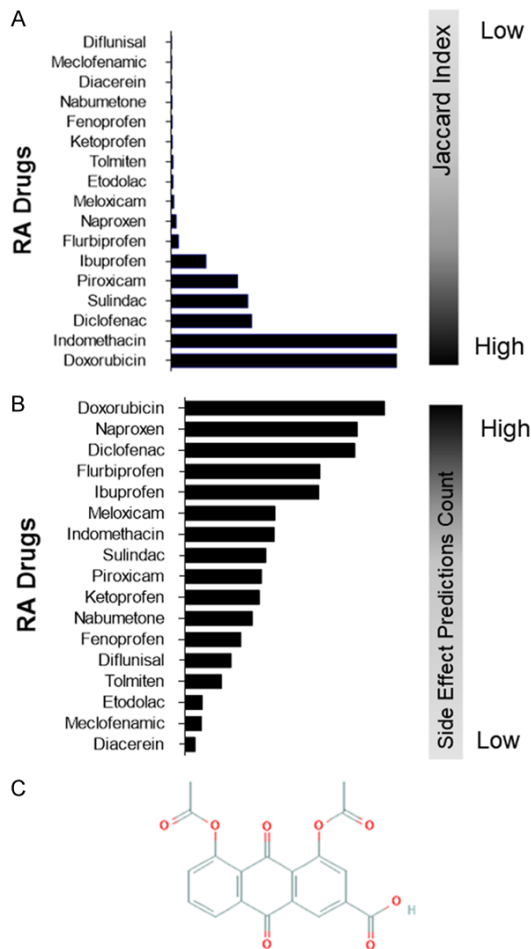 A
RA Drugs
Diflunisal
Meclofenamic
Diacerein
Nabumetone
Fenoprofen
Ketoprofen
Tolmiten
Etodolac
Meloxicam
Naproxen
Flurbiprofen
Ibuprofen
Piroxicam
Sulindac
Diclofenac
Indomethacin
Doxorubicin
Jaccard Index
Low
High
B
RA Drugs
Doxorubicin
Naproxen
Diclofenac
Flurbiprofen
Ibuprofen
Meloxicam
Indomethacin
Sulindac
Piroxicam
Ketoprofen
Nabumetone
Fenoprofen
Diflunisal
Tolmiten
Etodolac
Meclofenamic
Diacerein
Side Effect Predictions Count
High
Low
C
O O O O O
O O
H
O O